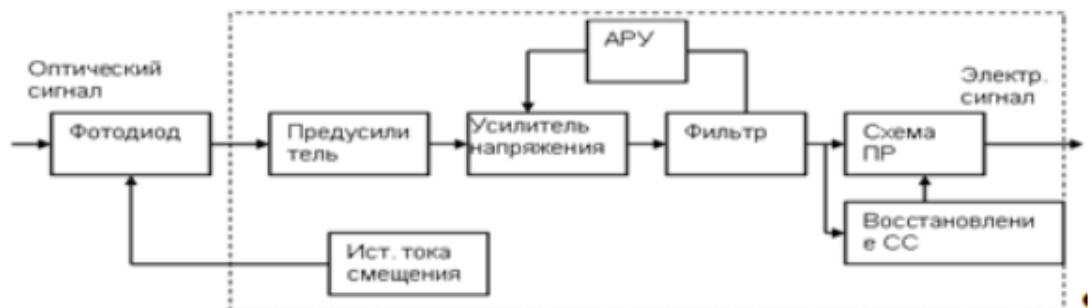 АРУ
Оптический
сигнал
Электр.
сигнал
Фотодиод
Предусили
тель
Усилитель
напряжения
Фильтр
Схема
ПР
Восстановлени
е СС
Ист. тока
смещения